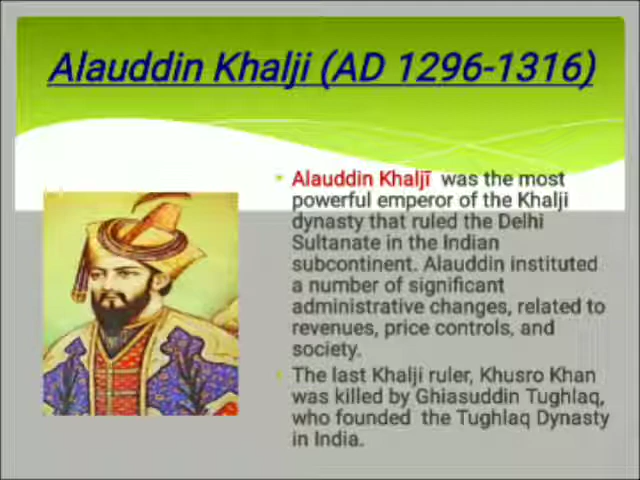 Alauddin Khalji (AD 1296-1316)
• Alauddin Khaljī was the most
powerful emperor of the Khalji
dynasty that ruled the Delhi
Sultanate in the Indian
subcontinent. Alauddin instituted
a number of significant
administrative changes, related to
revenues, price controls, and
society.
• The last Khalji ruler, Khusro Khan
was killed by Ghiasuddin Tughlaq,
who founded the Tughlaq Dynasty
in India.